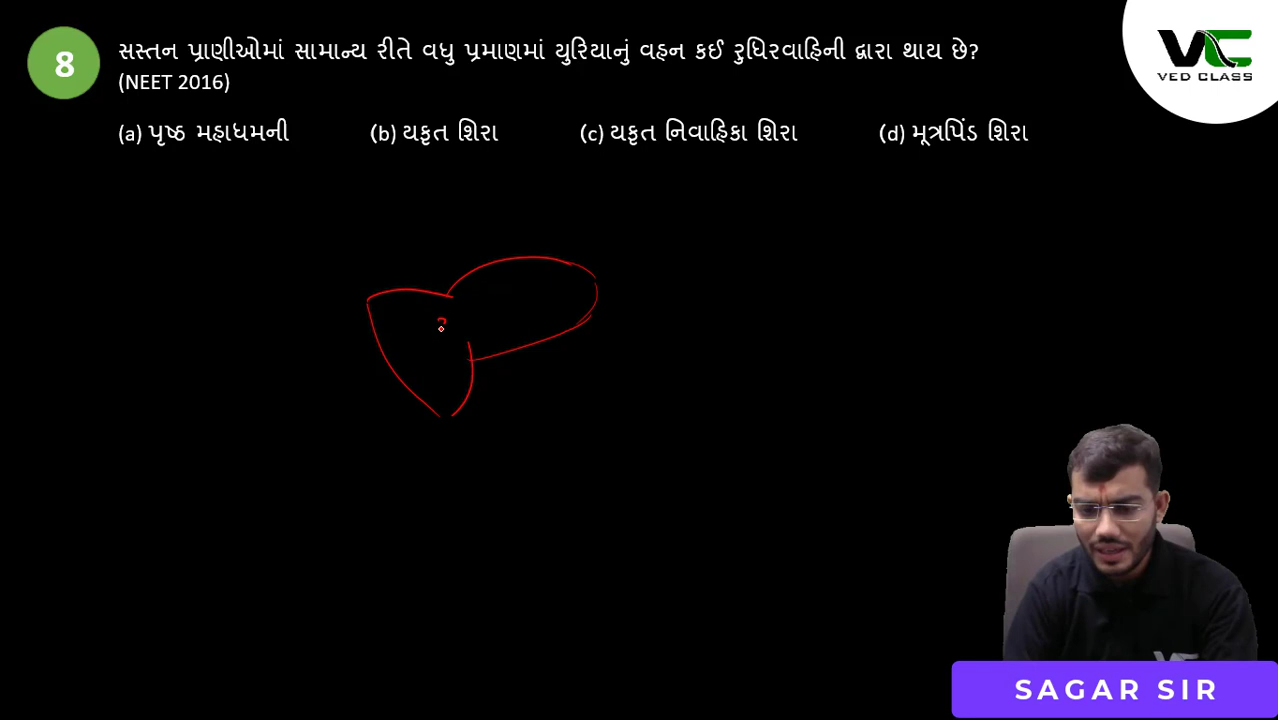 8
સસ્તન પ્રાણીઓમાં સામાન્ય રીતે વધુ પ્રમાણમાં યુરિયાનું વહન કઈ રુધિરવાહિની દ્વારા થાય છે?
(NEET 2016)
(a) પૃષ્ઠ મહાધમની (b) યકૃત શિરા (c) યકૃત નિવાહિકા શિરા (d) મૂત્રપિંડ શિરા
VC
VED CLASS
SAGAR SIR